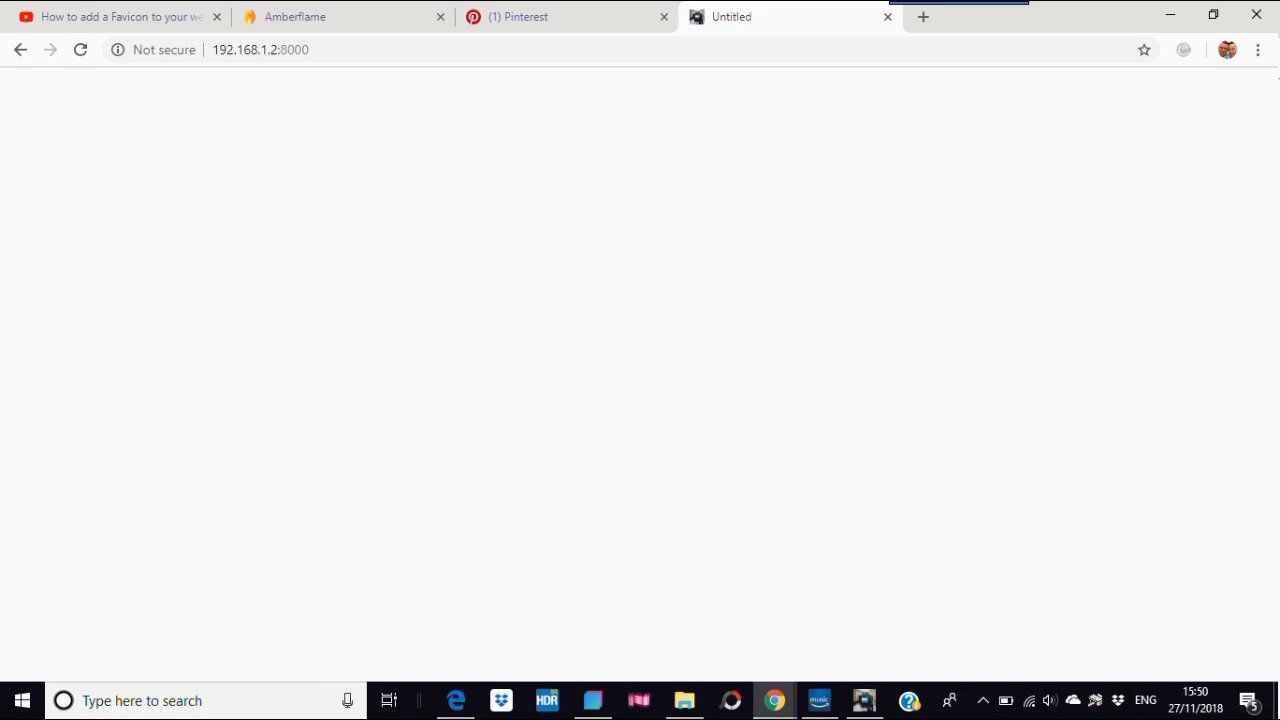 How to add a Favicon to your we
Amberflame
(1) Pinterest
Untitled
Not secure
192.168.1.2:8000
Type here to search
HDR
music
ENG
15:50
27/11/2018
5